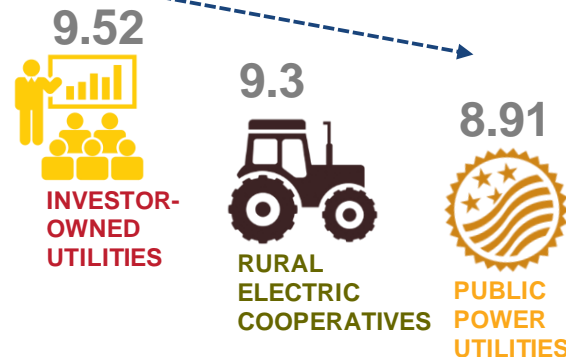 9.52
INVESTOR-
OWNED
UTILITIES
9.3
RURAL
ELECTRIC
COOPERATIVES
8.91
PUBLIC
POWER
UTILITIES